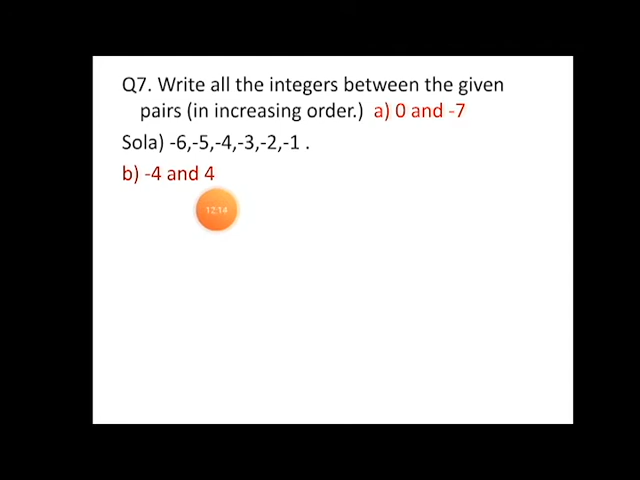 Q7. Write all the integers between the given
pairs (in increasing order.) a) 0 and -7
Sola) -6,-5,-4,-3,-2,-1 .
b) -4 and 4
12:14